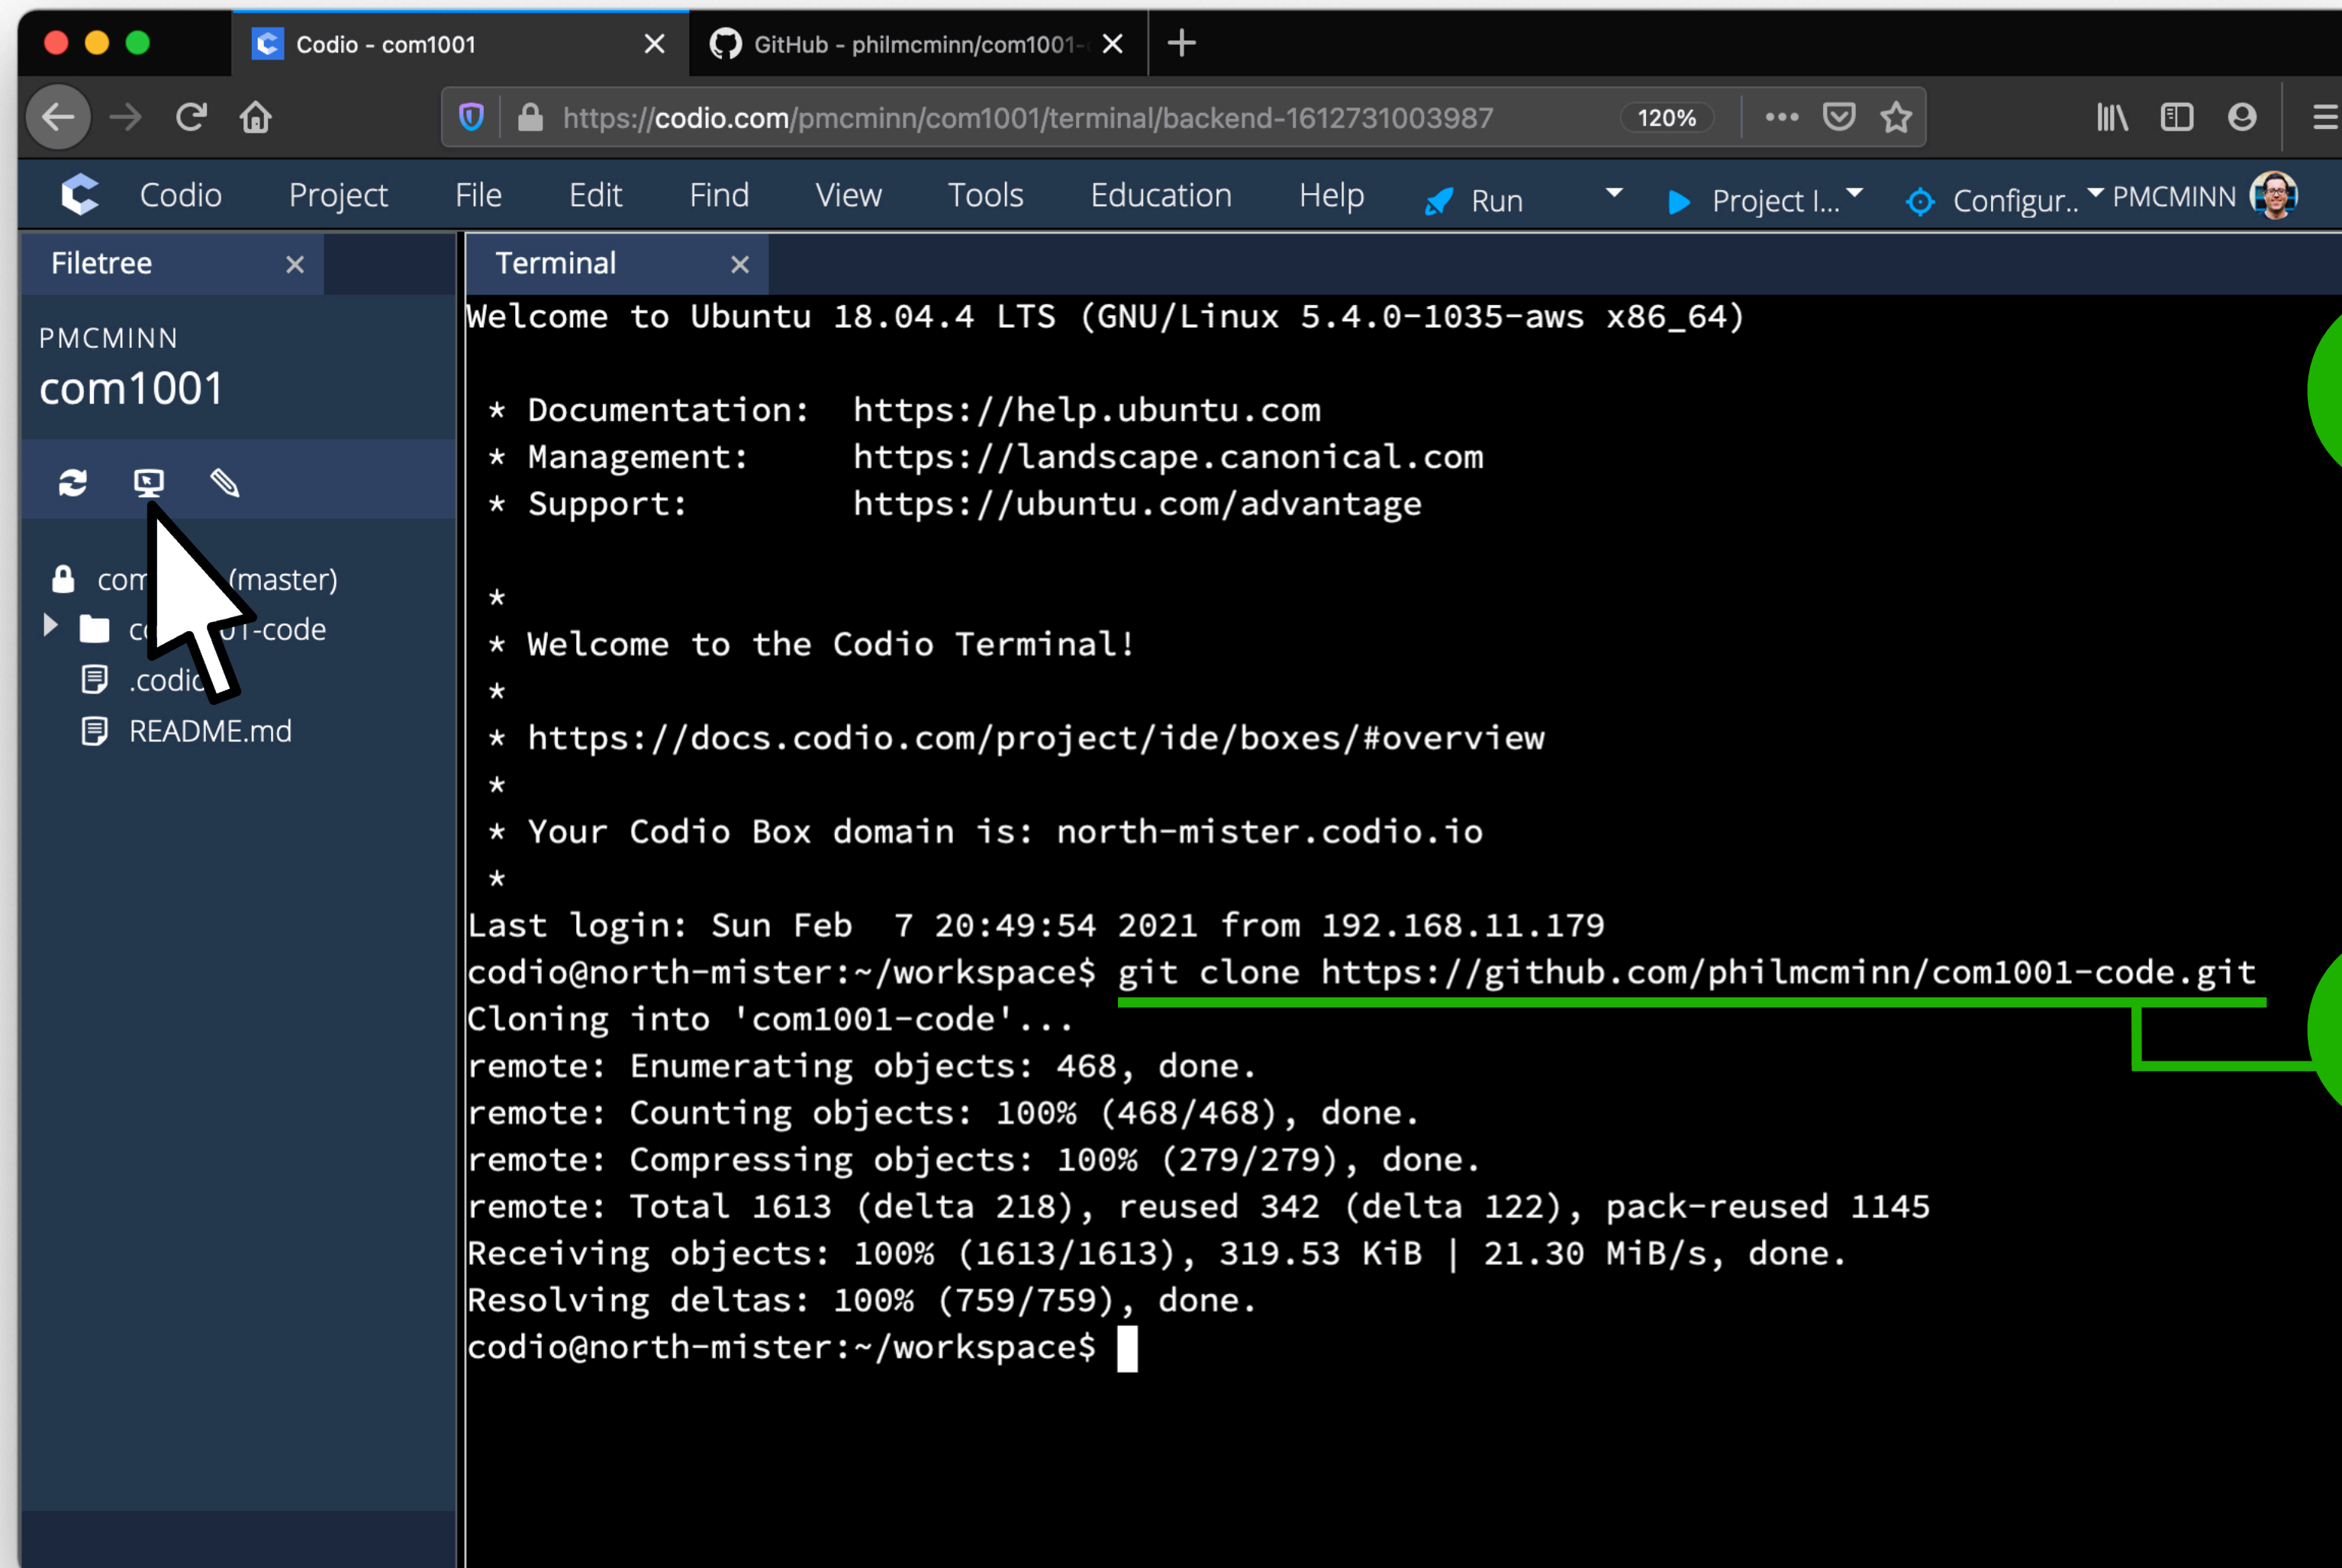 Codio - com1001
GitHub - philmcminn/com1001-
https://codio.com/pmcminn/com1001/terminal/backend-1612731003987
120%
Codio Project File Edit Find View Tools Education Help Run Project I... Configur.. PMCMINN
Filetree
Terminal
PMCMINN
com1001
(master)
-code
README.md
Welcome to Ubuntu 18.04.4 LTS (GNU/Linux 5.4.0-1035-aws x86_64)
* Documentation:  https://help.ubuntu.com
* Management:     https://landscape.canonical.com
* Support:        https://ubuntu.com/advantage
*
* Welcome to the Codio Terminal!
*
* https://docs.codio.com/project/ide/boxes/#overview
*
* Your Codio Box domain is: north-mister.codio.io
*
Last login: Sun Feb  7 20:49:54 2021 from 192.168.11.179
codio@north-mister:~/workspace$ git clone https://github.com/philmcminn/com1001-code.git
Cloning into 'com1001-code'...
remote: Enumerating objects: 468, done.
remote: Counting objects: 100% (468/468), done.
remote: Compressing objects: 100% (279/279), done.
remote: Total 1613 (delta 218), reused 342 (delta 122), pack-reused 1145
Receiving objects: 100% (1613/1613), 319.53 KiB | 21.30 MiB/s, done.
Resolving deltas: 100% (759/759), done.
codio@north-mister:~/workspace$